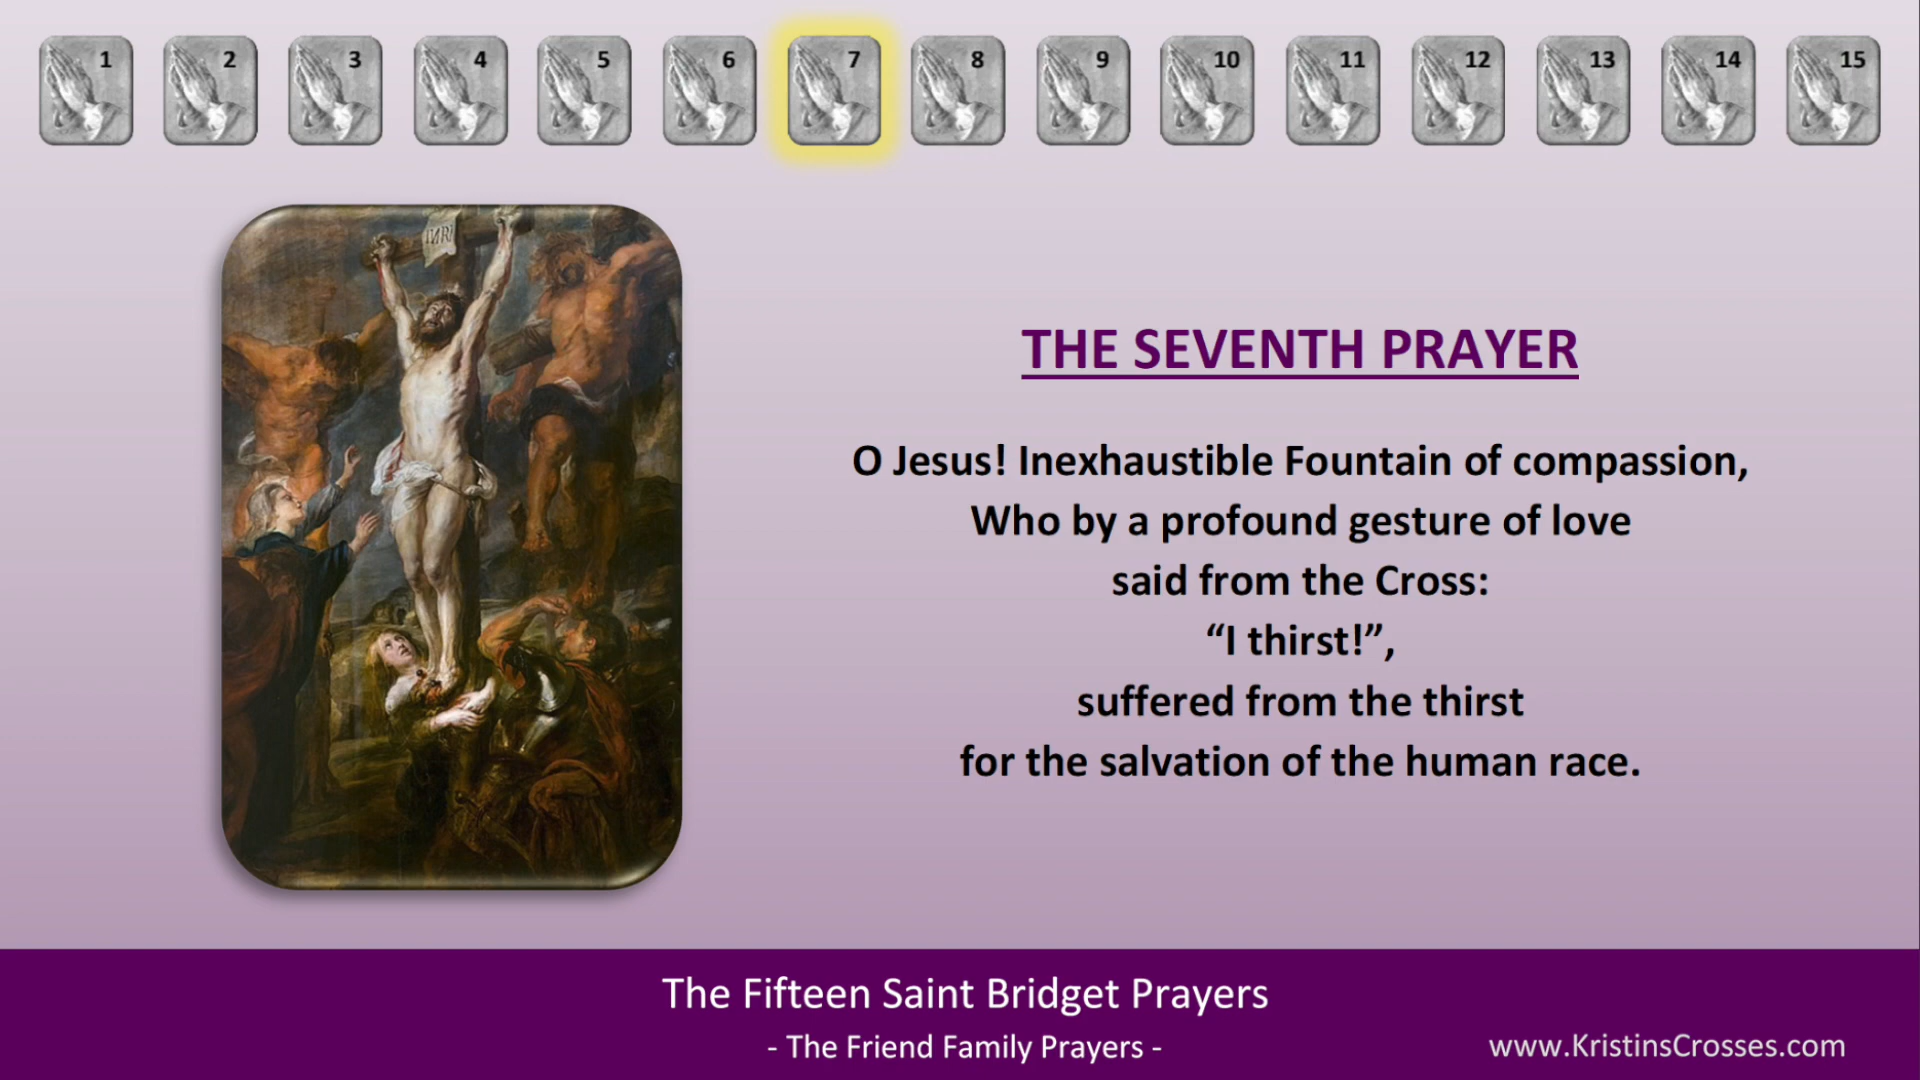 1 2 3 4 5 6 7 8 9 10 11 12 13 14 15
INRI
THE SEVENTH PRAYER
O Jesus! Inexhaustible Fountain of compassion,
Who by a profound gesture of love
said from the Cross:
“I thirst!”,
suffered from the thirst
for the salvation of the human race.
The Fifteen Saint Bridget Prayers
- The Friend Family Prayers -
www.KristinsCrosses.com